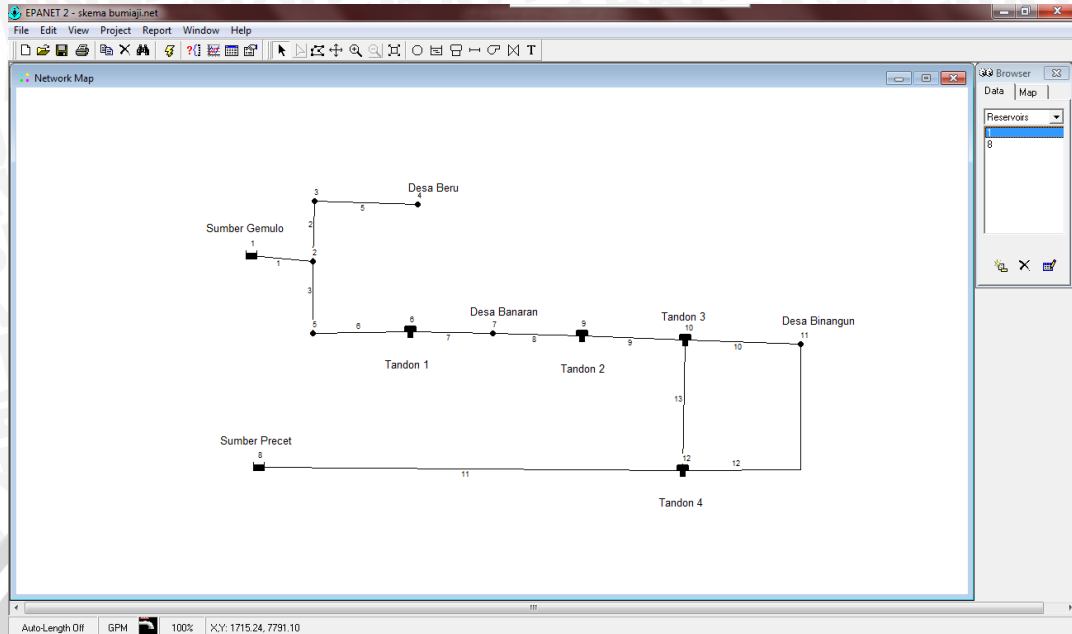 EPANET 2 - skema bumiaji.net
File Edit View Project Report Window Help
T
Network Map
Browser
Data Map
Reservoirs
1
8
3
Desa Beru
4
5
2
Sumber Gemulo
1
2
1
3
5
6
6
Desa Banaran
7
7
8
9
9
Tandon 3
10
Desa Binangun
11
10
Tandon 1
Tandon 2
13
Sumber Precet
8
12
11
12
Tandon 4
Auto-Length Off GPM 100% X,Y: 1715.24, 7791.10